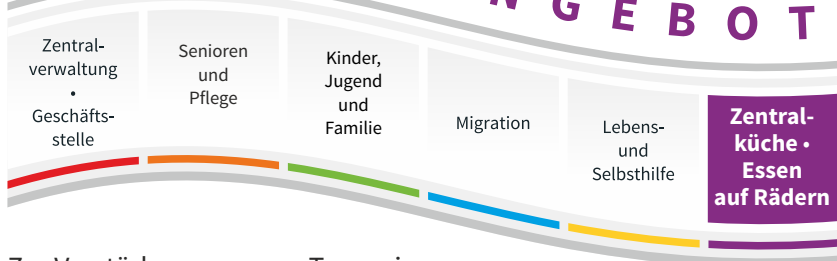 NGEBOT
Zentral-
verwaltung
•
Geschäfts-
stelle
Senioren
und
Pflege
Kinder,
Jugend
und
Familie
Migration
Lebens-
und
Selbsthilfe
Zentral-
küche •
Essen
auf Rädern